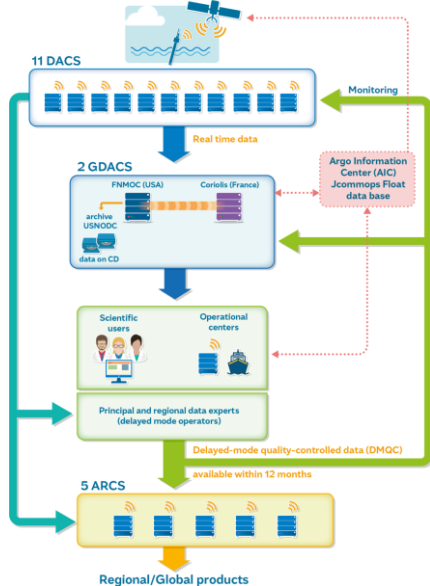 11 DACS
Monitoring
Real time data
2 GDACS
FNMOC (USA)
Coriolis (France)
archive
USNODC
data on CD
Argo Information
Center (AIC)
Jcommops Float
data base
Scientific
users
Operational
centers
Principal and regional data experts
(delayed mode operators)
Delayed-mode quality-controlled data (DMQC)
available within 12 months
5 ARCS
Regional/Global products